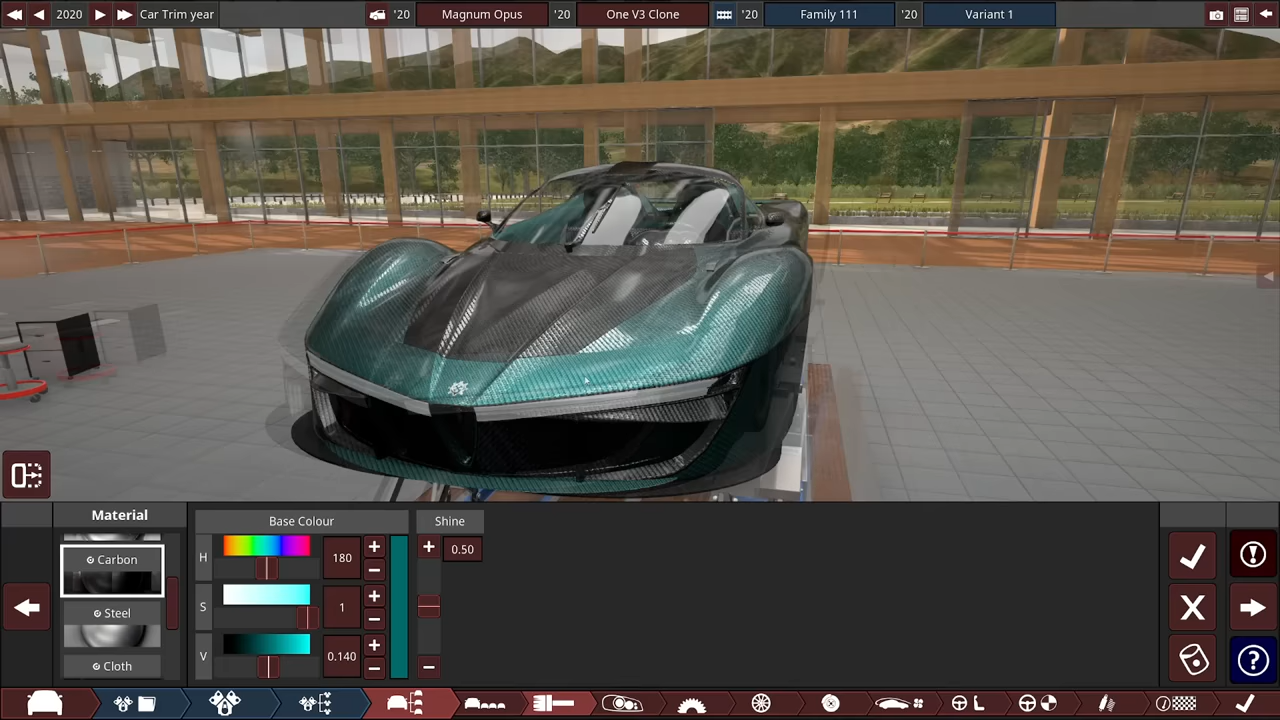 2020 Car Trim year '20 Magnum Opus '20 One V3 Clone '20 Family 111 '20 Variant 1
Material
Carbon
Steel
Cloth
Base Colour
H 180
S 1
V 0.140
Shine
0.50